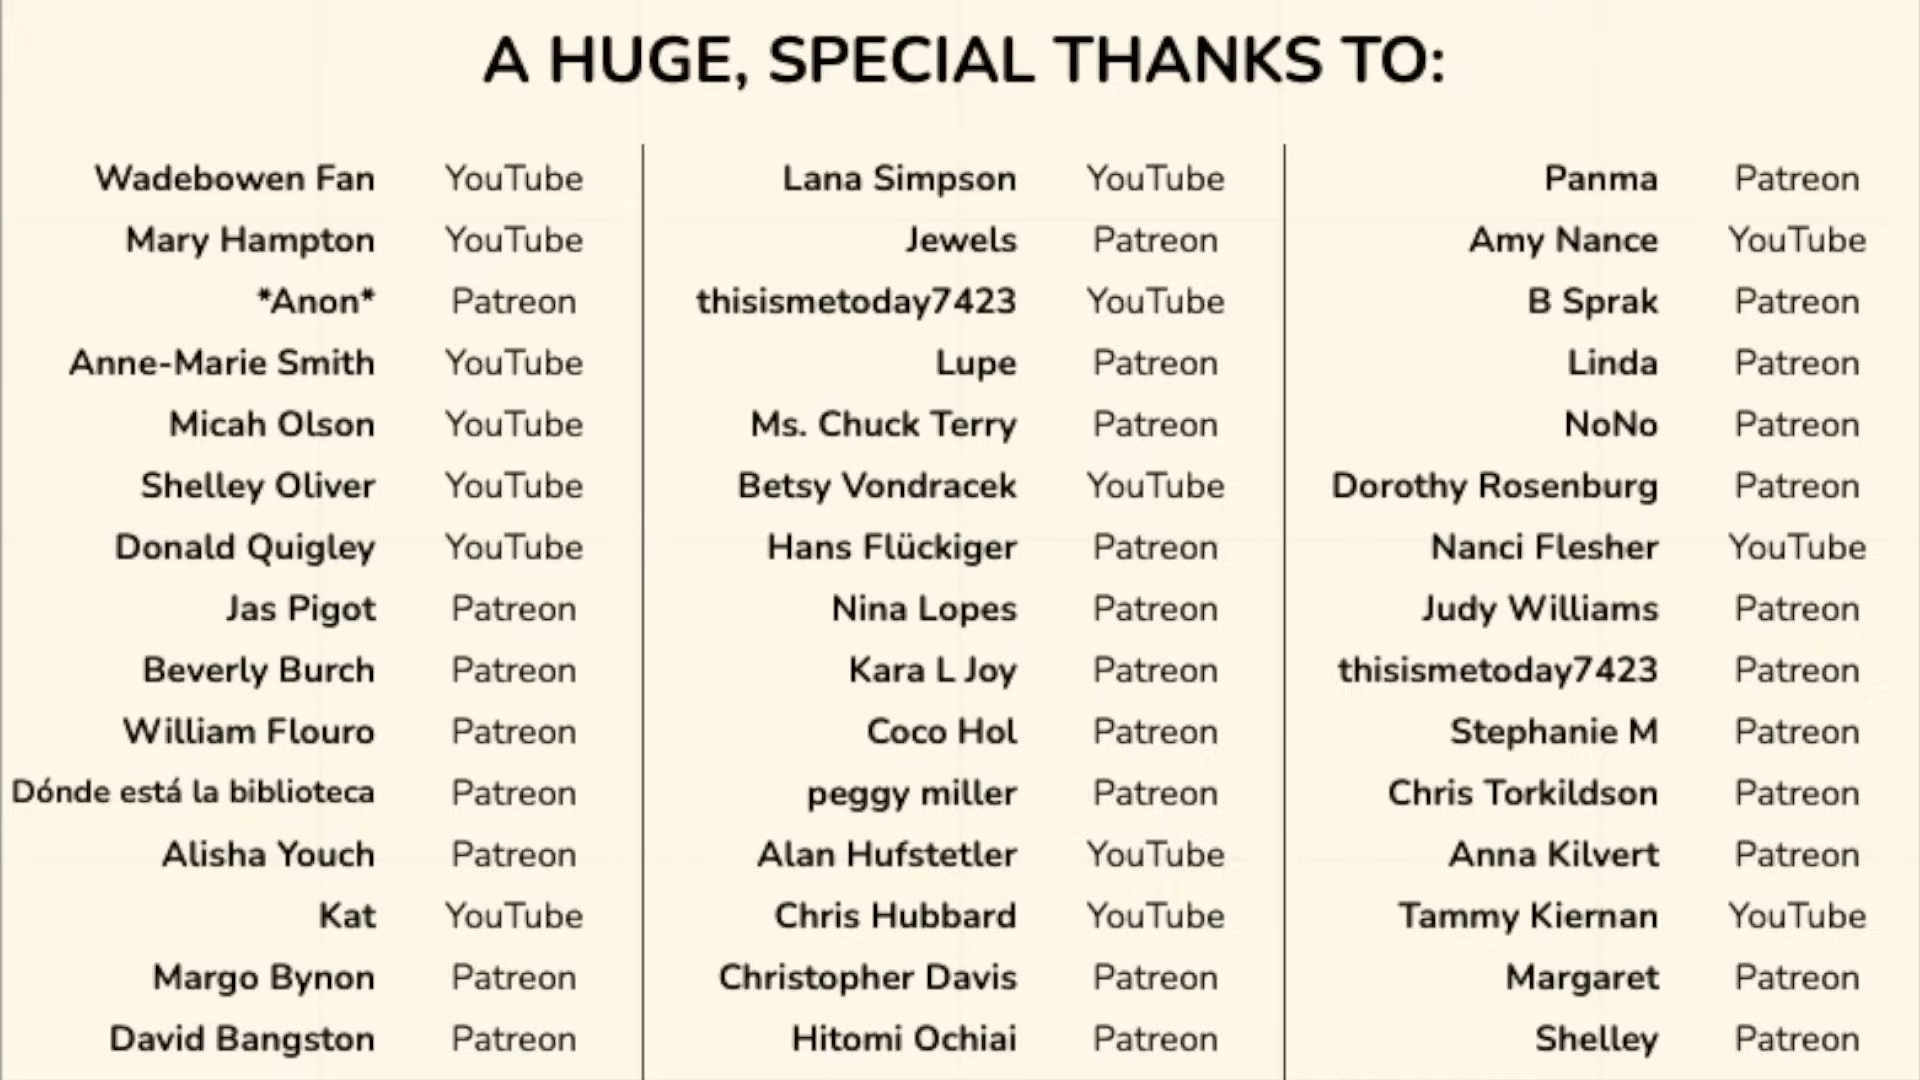 A HUGE, SPECIAL THANKS TO:
Wadebowen Fan YouTube
Mary Hampton YouTube
*Anon* Patreon
Anne-Marie Smith YouTube
Micah Olson YouTube
Shelley Oliver YouTube
Donald Quigley YouTube
Jas Pigot Patreon
Beverly Burch Patreon
William Flouro Patreon
Dónde está la biblioteca Patreon
Alisha Youch Patreon
Kat YouTube
Margo Bynon Patreon
David Bangston Patreon
Lana Simpson YouTube
Jewels Patreon
thisismetoday7423 YouTube
Lupe Patreon
Ms. Chuck Terry Patreon
Betsy Vondracek YouTube
Hans Flückiger Patreon
Nina Lopes Patreon
Kara L Joy Patreon
Coco Hol Patreon
peggy miller Patreon
Alan Hufstetler YouTube
Chris Hubbard YouTube
Christopher Davis Patreon
Hitomi Ochiai Patreon
Panma Patreon
Amy Nance YouTube
B Sprak Patreon
Linda Patreon
NoNo Patreon
Dorothy Rosenburg Patreon
Nanci Flesher YouTube
Judy Williams Patreon
thisismetoday7423 Patreon
Stephanie M Patreon
Chris Torkildson Patreon
Anna Kilvert Patreon
Tammy Kiernan YouTube
Margaret Patreon
Shelley Patreon